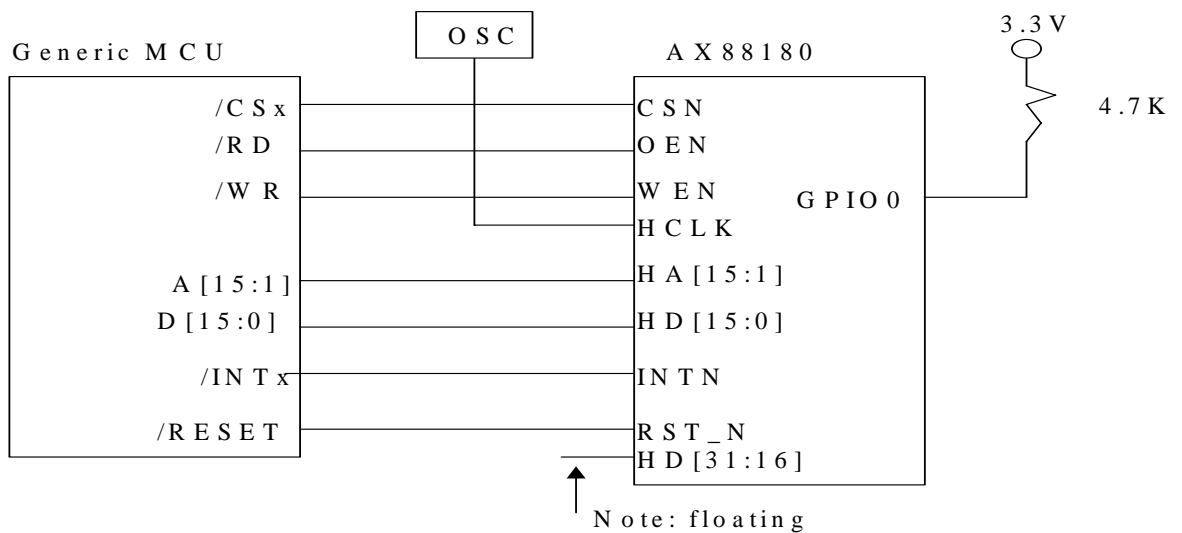 3.3V
OSC
Generic MCU
AX88180
4.7K
/CSx
CSN
/RD
OEN
/WR
WEN
GPIO0
HCLK
A[15:1]
HA[15:1]
D[15:0]
HD[15:0]
/INTx
INTN
/RESET
RST_N
HD[31:16]
Note: floating